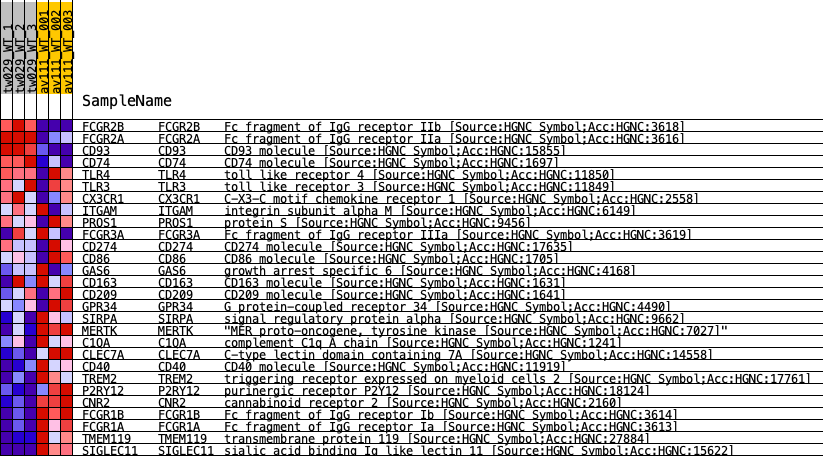 tw029_WT_1
tw029_WT_2
tw029_WT_3
av111_WT_001
av111_WT_002
av111_WT_003
SampleName
FCGR2B FCGR2B Fc fragment of IgG receptor IIb [Source:HGNC Symbol;Acc:HGNC:3618]
FCGR2A FCGR2A Fc fragment of IgG receptor IIa [Source:HGNC Symbol;Acc:HGNC:3616]
CD93 CD93 CD93 molecule [Source:HGNC Symbol;Acc:HGNC:15855]
CD74 CD74 CD74 molecule [Source:HGNC Symbol;Acc:HGNC:1697]
TLR4 TLR4 toll like receptor 4 [Source:HGNC Symbol;Acc:HGNC:11850]
TLR3 TLR3 toll like receptor 3 [Source:HGNC Symbol;Acc:HGNC:11849]
CX3CR1 CX3CR1 C-X3-C motif chemokine receptor 1 [Source:HGNC Symbol;Acc:HGNC:2558]
ITGAM ITGAM integrin subunit alpha M [Source:HGNC Symbol;Acc:HGNC:6149]
PROS1 PROS1 protein S [Source:HGNC Symbol;Acc:HGNC:9456]
FCGR3A FCGR3A Fc fragment of IgG receptor IIIa [Source:HGNC Symbol;Acc:HGNC:3619]
CD274 CD274 CD274 molecule [Source:HGNC Symbol;Acc:HGNC:17635]
CD86 CD86 CD86 molecule [Source:HGNC Symbol;Acc:HGNC:1705]
GAS6 GAS6 growth arrest specific 6 [Source:HGNC Symbol;Acc:HGNC:4168]
CD163 CD163 CD163 molecule [Source:HGNC Symbol;Acc:HGNC:1631]
CD209 CD209 CD209 molecule [Source:HGNC Symbol;Acc:HGNC:1641]
GPR34 GPR34 G protein-coupled receptor 34 [Source:HGNC Symbol;Acc:HGNC:4490]
SIRPA SIRPA signal regulatory protein alpha [Source:HGNC Symbol;Acc:HGNC:9662]
MERTK MERTK "MER proto-oncogene, tyrosine kinase [Source:HGNC Symbol;Acc:HGNC:7027]"
C1QA C1QA complement C1q A chain [Source:HGNC Symbol;Acc:HGNC:1241]
CLEC7A CLEC7A C-type lectin domain containing 7A [Source:HGNC Symbol;Acc:HGNC:14558]
CD40 CD40 CD40 molecule [Source:HGNC Symbol;Acc:HGNC:11919]
TREM2 TREM2 triggering receptor expressed on myeloid cells 2 [Source:HGNC Symbol;Acc:HGNC:17761]
P2RY12 P2RY12 purinergic receptor P2Y12 [Source:HGNC Symbol;Acc:HGNC:18124]
CNR2 CNR2 cannabinoid receptor 2 [Source:HGNC Symbol;Acc:HGNC:2160]
FCGR1B FCGR1B Fc fragment of IgG receptor Ib [Source:HGNC Symbol;Acc:HGNC:3614]
FCGR1A FCGR1A Fc fragment of IgG receptor Ia [Source:HGNC Symbol;Acc:HGNC:3613]
TMEM119 TMEM119 transmembrane protein 119 [Source:HGNC Symbol;Acc:HGNC:27884]
SIGLEC11 SIGLEC11 sialic acid binding Ig like lectin 11 [Source:HGNC Symbol;Acc:HGNC:15622]